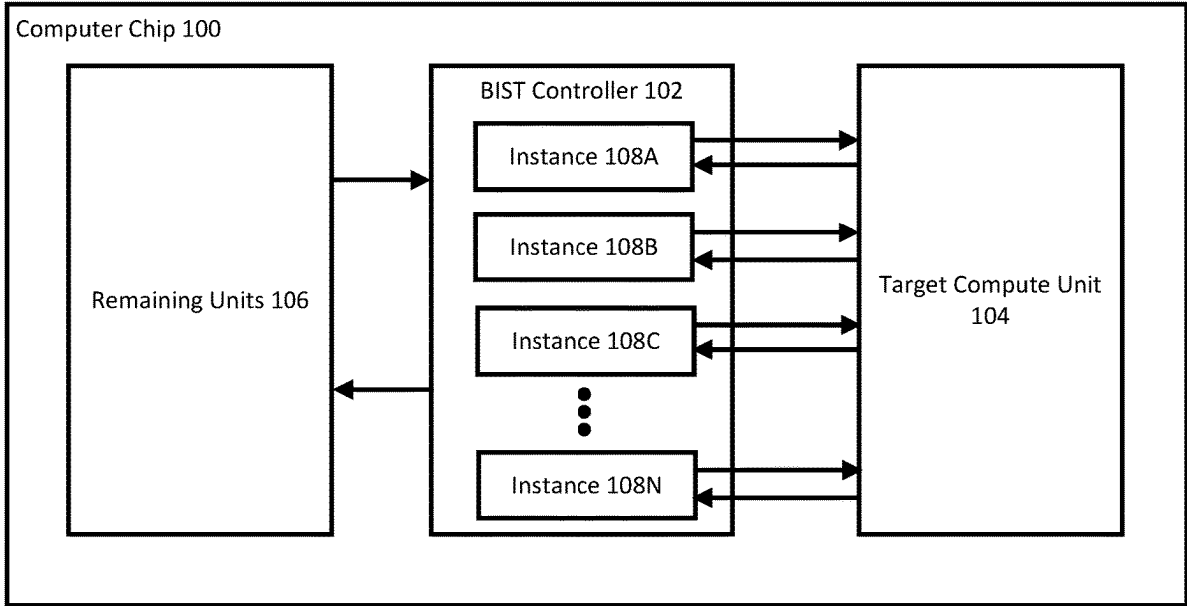 Computer Chip 100
Remaining Units 106
BIST Controller 102
Instance 108A
Instance 108B
Instance 108C
Instance 108N
Target Compute Unit
104